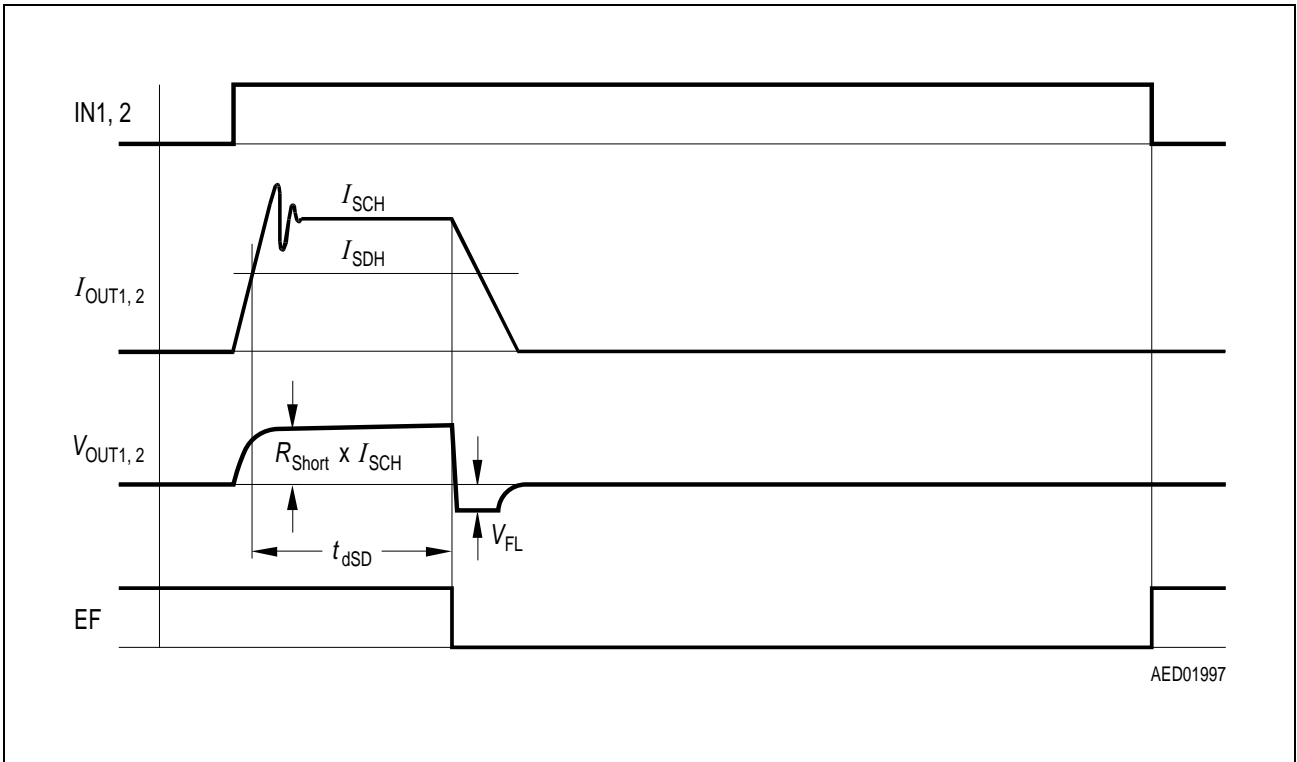 IN1, 2
I_SCH
I_SDH
I_OUT1, 2
V_OUT1, 2
R_Short x I_SCH
V_FL
t_dSD
EF
AED01997